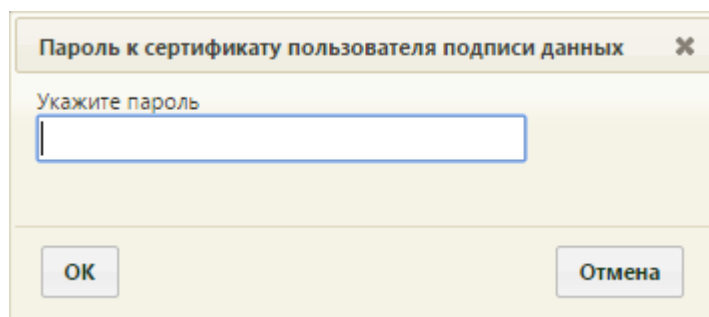 Пароль к сертификату пользователя подписи данных
Укажите пароль
ОК Отмена